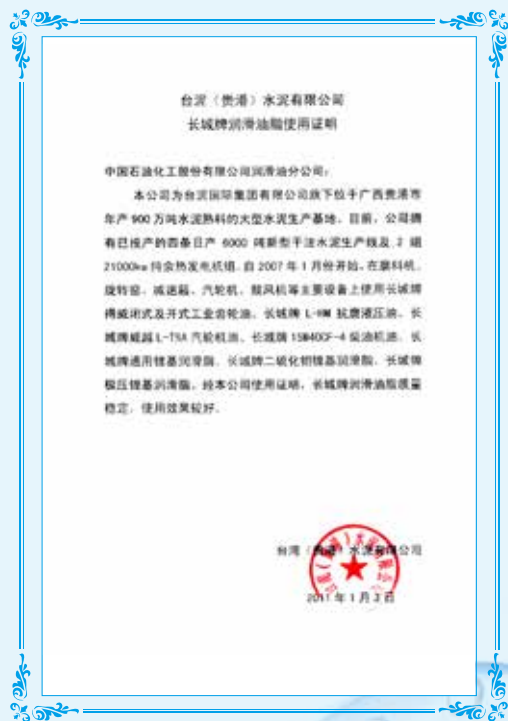 台泥（贵港）水泥有限公司
长城牌润滑油脂使用证明
中国石油化工股份有限公司润滑油分公司：
本公司为台泥国际集团有限公司旗下位于广西贵港市
年产 900 万吨水泥熟料的大型水泥生产基地。目前，公司拥
有已投产的四条日产 6000 吨新型干法水泥生产线及 2 组
21000kw 纯余热发电机组。自 2007 年 1 月份开始，在磨料机、
旋转窑、减速器、汽轮机、鼓风机等主要设备上使用长城牌
得威闭式及开式工业齿轮油、长城牌 L-HM 抗磨液压油、长
城牌威越 L-TSA 汽轮机油、长城牌 15W40CF-4 柴油机油、长
城牌通用锂基润滑脂、长城牌二硫化钼锂基润滑脂、长城牌
极压锂基润滑脂。经本公司使用证明，长城牌润滑油脂质量
稳定，使用效果较好。
台湾（贵港）水泥有限公司
2011 年 1 月 2 日